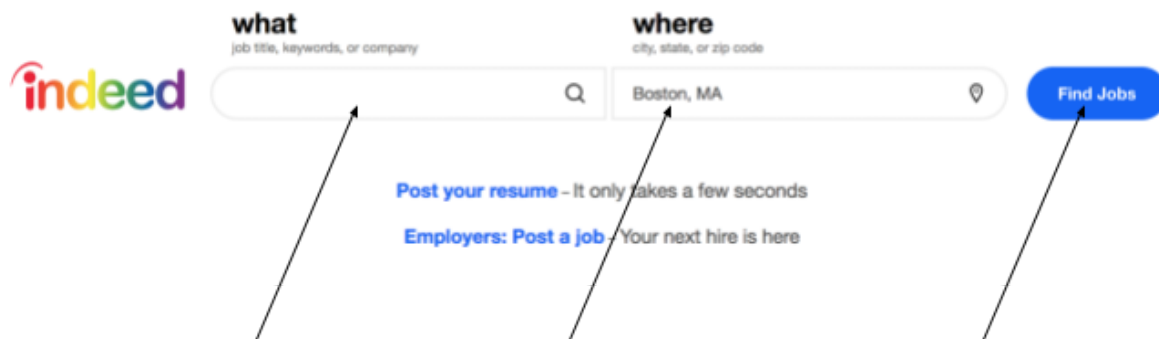 what
where
job title, keywords, or company
city, state, or zip code
indeed
Boston, MA
Find Jobs
Post your resume - It only takes a few seconds
Employers: Post a job - Your next hire is here